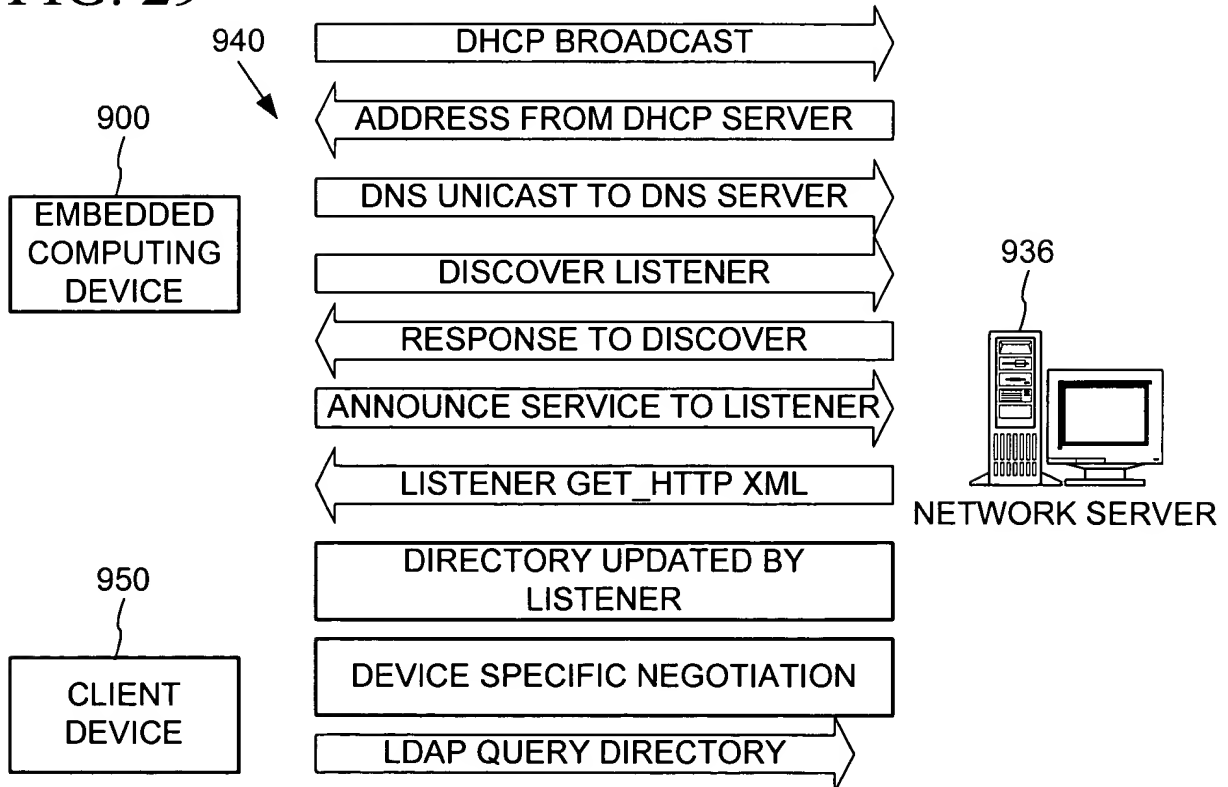 FIG. 29
940
DHCP BROADCAST
ADDRESS FROM DHCP SERVER
900
DNS UNICAST TO DNS SERVER
EMBEDDED
COMPUTING
DEVICE
DISCOVER LISTENER
936
RESPONSE TO DISCOVER
ANNOUNCE SERVICE TO LISTENER
LISTENER GET_HTTP XML
NETWORK SERVER
DIRECTORY UPDATED BY
LISTENER
950
DEVICE SPECIFIC NEGOTIATION
CLIENT
DEVICE
LDAP QUERY DIRECTORY